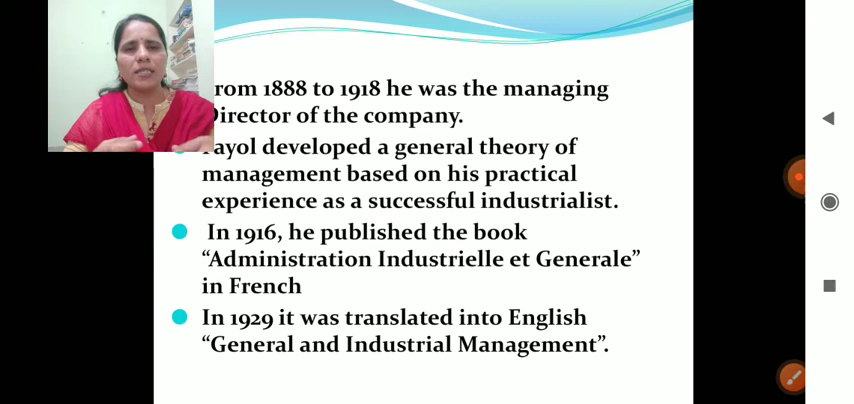 rom 1888 to 1918 he was the managing
Director of the company.
Fayol developed a general theory of
management based on his practical
experience as a successful industrialist.
In 1916, he published the book
“Administration Industrielle et Generale”
in French
In 1929 it was translated into English
“General and Industrial Management”.